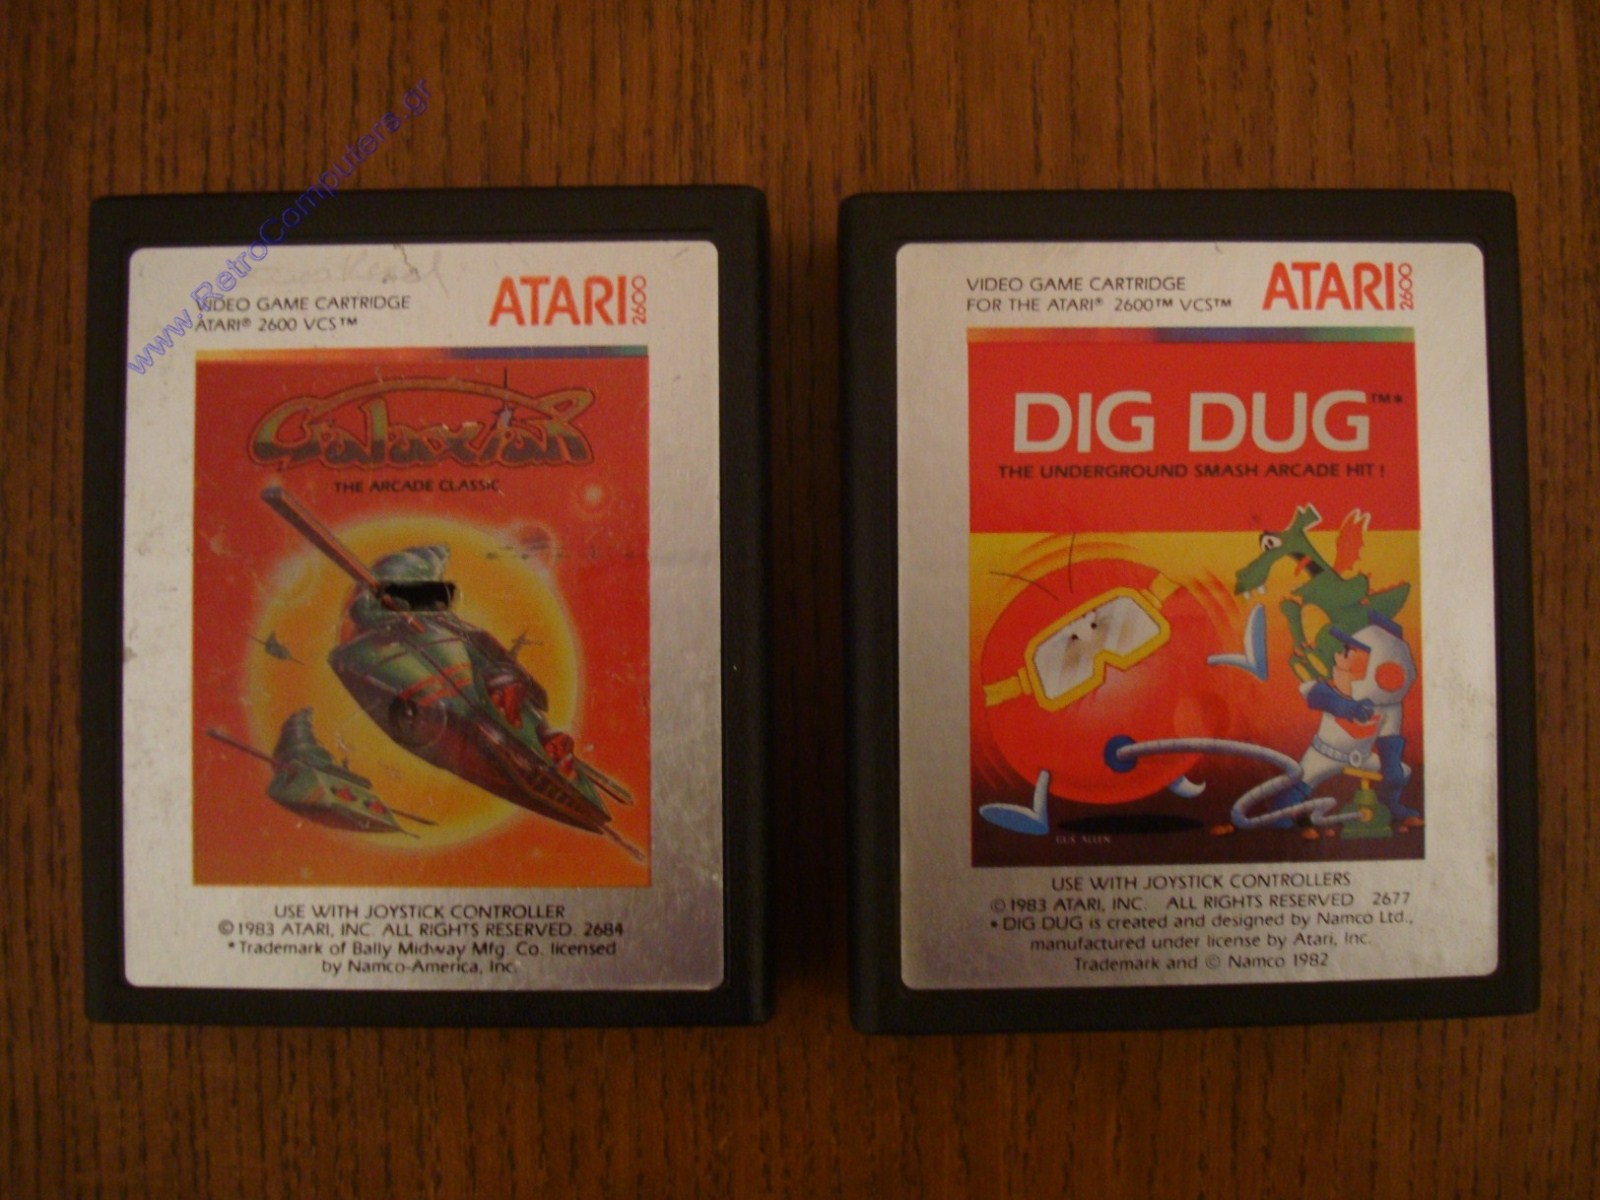 www.RetroComputers.gr
VIDEO GAME CARTRIDGE
ATARI® 2600 VCS™
ATARI 2600
Galaxian
THE ARCADE CLASSIC
USE WITH JOYSTICK CONTROLLER
©1983 ATARI, INC. ALL RIGHTS RESERVED. 2684
*Trademark of Bally Midway Mfg. Co. licensed
by Namco-America, Inc.
VIDEO GAME CARTRIDGE
FOR THE ATARI® 2600™ VCS™
ATARI 2600
DIG DUG™*
THE UNDERGROUND SMASH ARCADE HIT !
GUS ALLEN
USE WITH JOYSTICK CONTROLLERS
©1983 ATARI, INC. ALL RIGHTS RESERVED 2677
* DIG DUG is created and designed by Namco Ltd.,
manufactured under license by Atari, Inc.
Trademark and © Namco 1982